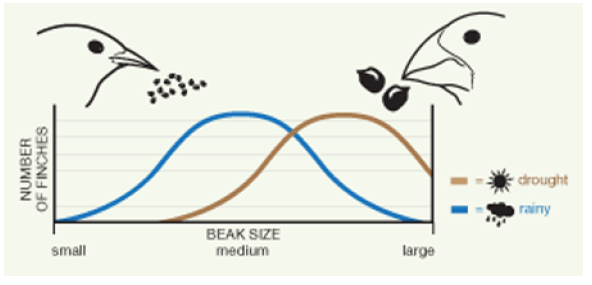 NUMBER
OF FINCHES
BEAK SIZE
small medium large
= drought
= rainy